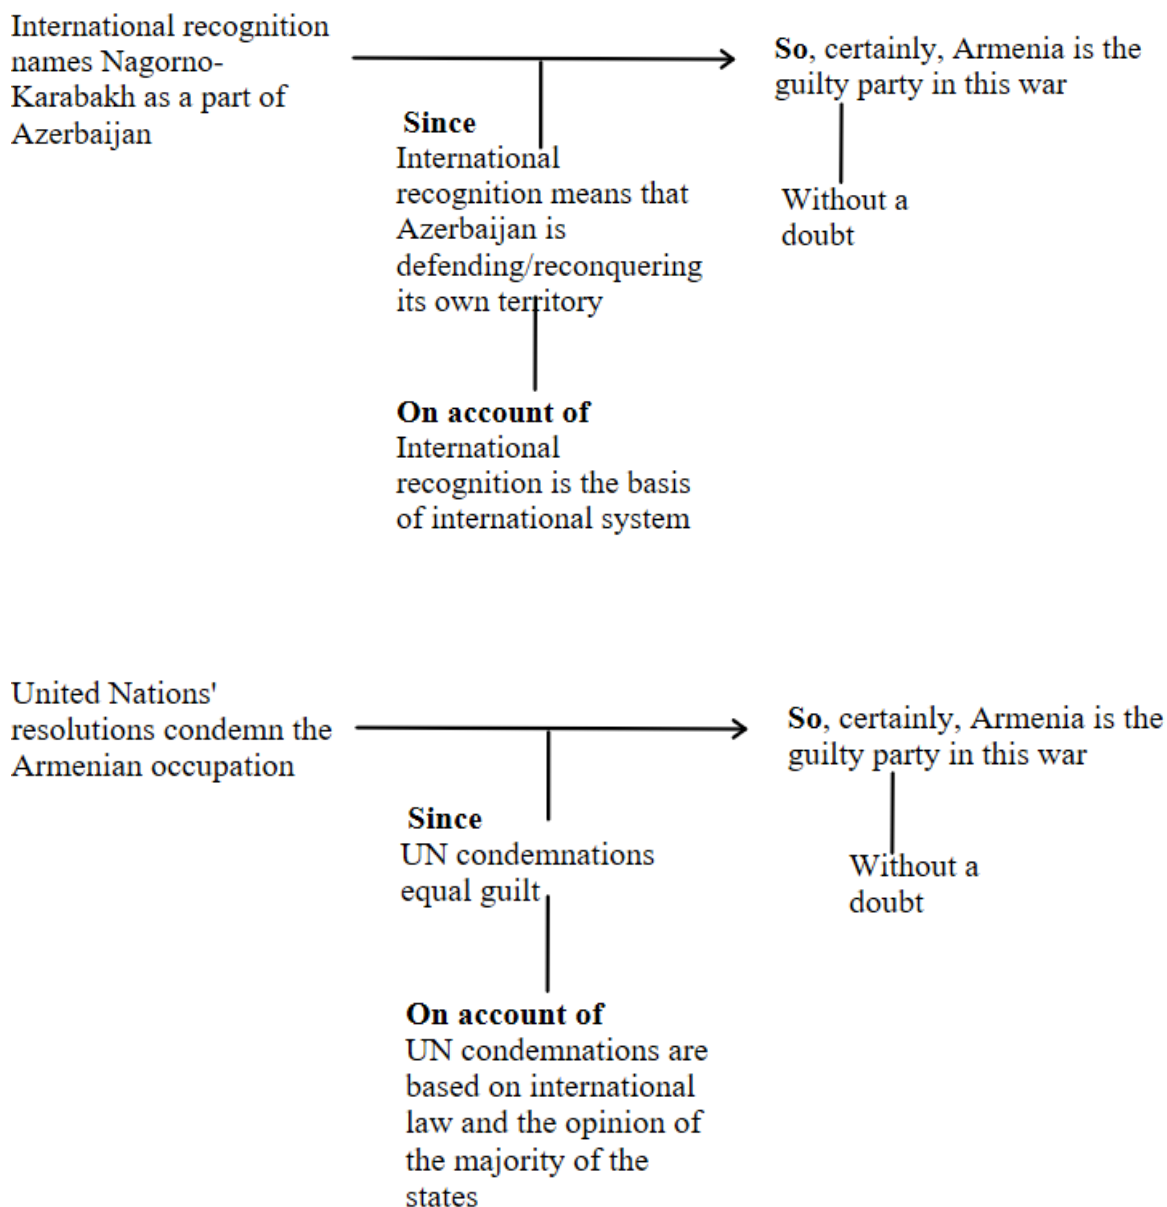 International recognition
names Nagorno-
Karabakh as a part of
Azerbaijan
So, certainly, Armenia is the
guilty party in this war
Since
International
recognition means that
Azerbaijan is
defending/reconquering
its own territory
Without a
doubt
On account of
International
recognition is the basis
of international system
United Nations'
resolutions condemn the
Armenian occupation
So, certainly, Armenia is the
guilty party in this war
Since
UN condemnations
equal guilt
Without a
doubt
On account of
UN condemnations are
based on international
law and the opinion of
the majority of the
states